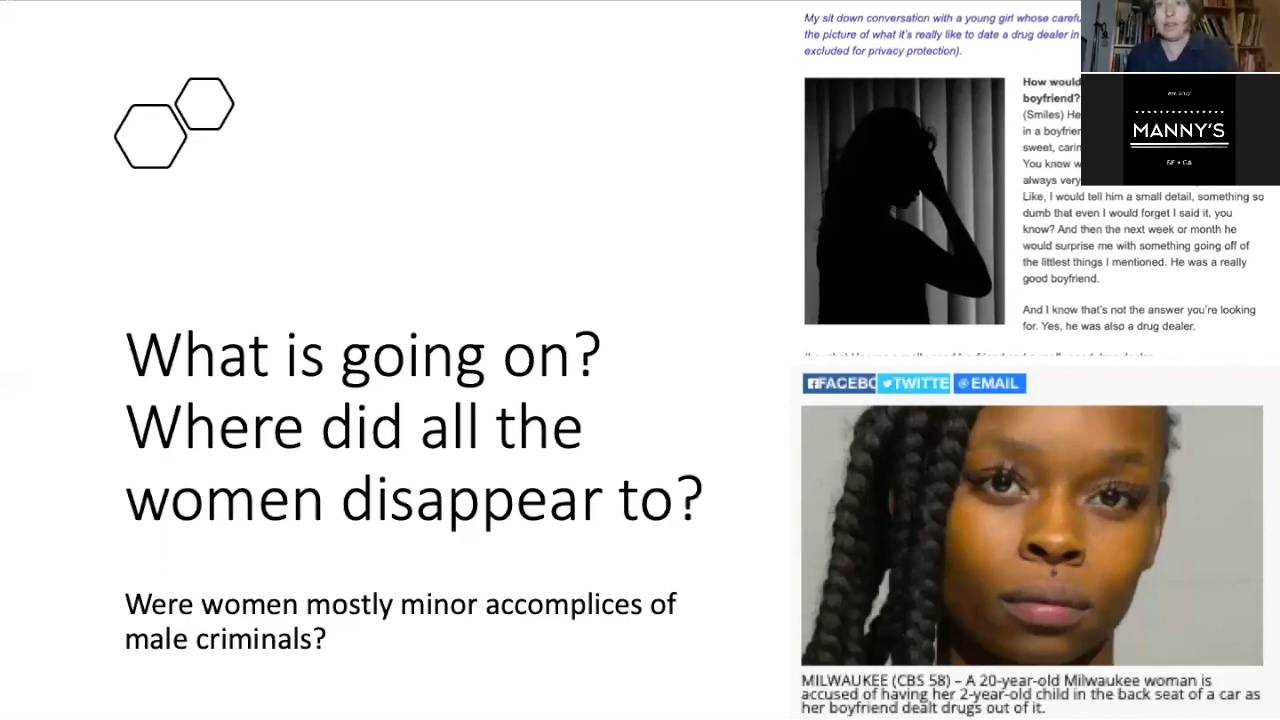 What is going on?
Where did all the
women disappear to?
Were women mostly minor accomplices of
male criminals?
My sit down conversation with a young girl whose
the picture of what it's really like to date a drug dealer in
excluded for privacy protection).
How would
boyfriend?
(Smiles) He
in a
sweet,
You know
always very
Like, I would tell him a small detail, something so
dumb that even I would forget I said it, you
know? And then the next week or month he
would surprise me with something going off of
the littlest things I mentioned. He was a really
good boyfriend.
And I know that's not the answer you're looking
for. Yes, he was also a drug dealer.
MANNY'S
SF • CA
FACEBO TWITTE @ EMAIL
MILWAUKEE (CBS 58) – A 20-year-old Milwaukee woman is
accused of having her 2-year-old child in the back seat of a car as
her boyfriend dealt drugs out of it.